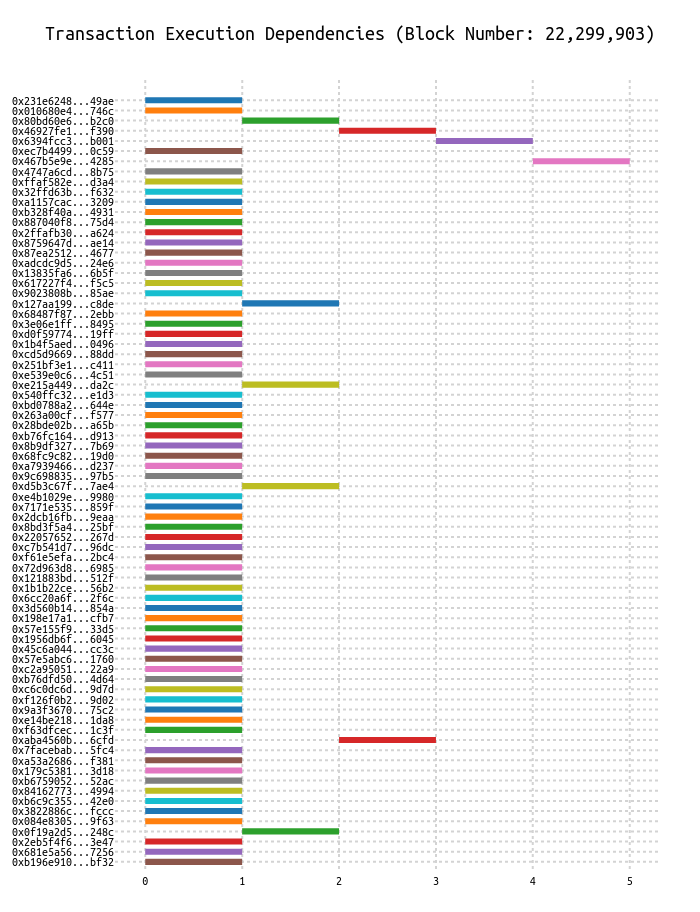 Transaction Execution Dependencies (Block Number: 22,299,903)
0x231e6248...49ae
0x010680e4...746c
0x80bd60e6...b2c0
0x46927fe1...f390
0x6394fcc3...b001
0xec7b4499...0c59
0x467b5e9e...4285
0x4747a6cd...8b75
0xffaf582e...d3a4
0x32ffd63b...f632
0xa1157cac...3209
0xb328f40a...4931
0x887040f8...75d4
0x2ffafb30...a624
0x8759647d...ae14
0x87ea2512...4677
0xadcdc9d5...24e6
0x13835fa6...6b5f
0x617227f4...f5c5
0x9023808b...85ae
0x127aa199...c8de
0x68487f87...2ebb
0x3e06e1ff...8495
0xd0f59774...19ff
0x1b4f5aed...0496
0xcd5d9669...88dd
0x251bf3e1...c411
0xe539e0c6...4c51
0xe215a449...da2c
0x540ffc32...e1d3
0xbd0788a2...644e
0x263a00cf...f577
0x28bde02b...a65b
0xb76fc164...d913
0x8b9df327...7b69
0x68fc9c82...19d0
0xa7939466...d237
0x9c698835...97b5
0xd5b3c67f...7ae4
0xe4b1029e...9980
0x7171e535...859f
0x2dcb16fb...9eaa
0x8bd3f5a4...25bf
0x22057652...267d
0xc7b541d7...96dc
0xf61e5efa...2bc4
0x72d963d8...6985
0x121883bd...512f
0x1b1b22ce...56b2
0x6cc20a6f...2f6c
0x3d560b14...854a
0x198e17a1...cfb7
0x57e155f9...33d5
0x1956db6f...6045
0x45c6a044...cc3c
0x57e5abc6...1760
0xc2a95051...22a9
0xb76dfd50...4d64
0xc6c0dc6d...9d7d
0xf126f0b2...9d02
0x9a3f3670...75c2
0xe14be218...1da8
0xf63dfcec...1c3f
0xaba4560b...6cfd
0x7facebab...5fc4
0xa53a2686...f381
0x179c5381...3d18
0xb6759052...52ac
0x84162773...4994
0xb6c9c355...42e0
0x3822886c...fccc
0x084e8305...9f63
0x0f19a2d5...248c
0x2eb5f4f6...3e47
0x681e5a56...7256
0xb196e910...bf32
0 1 2 3 4 5